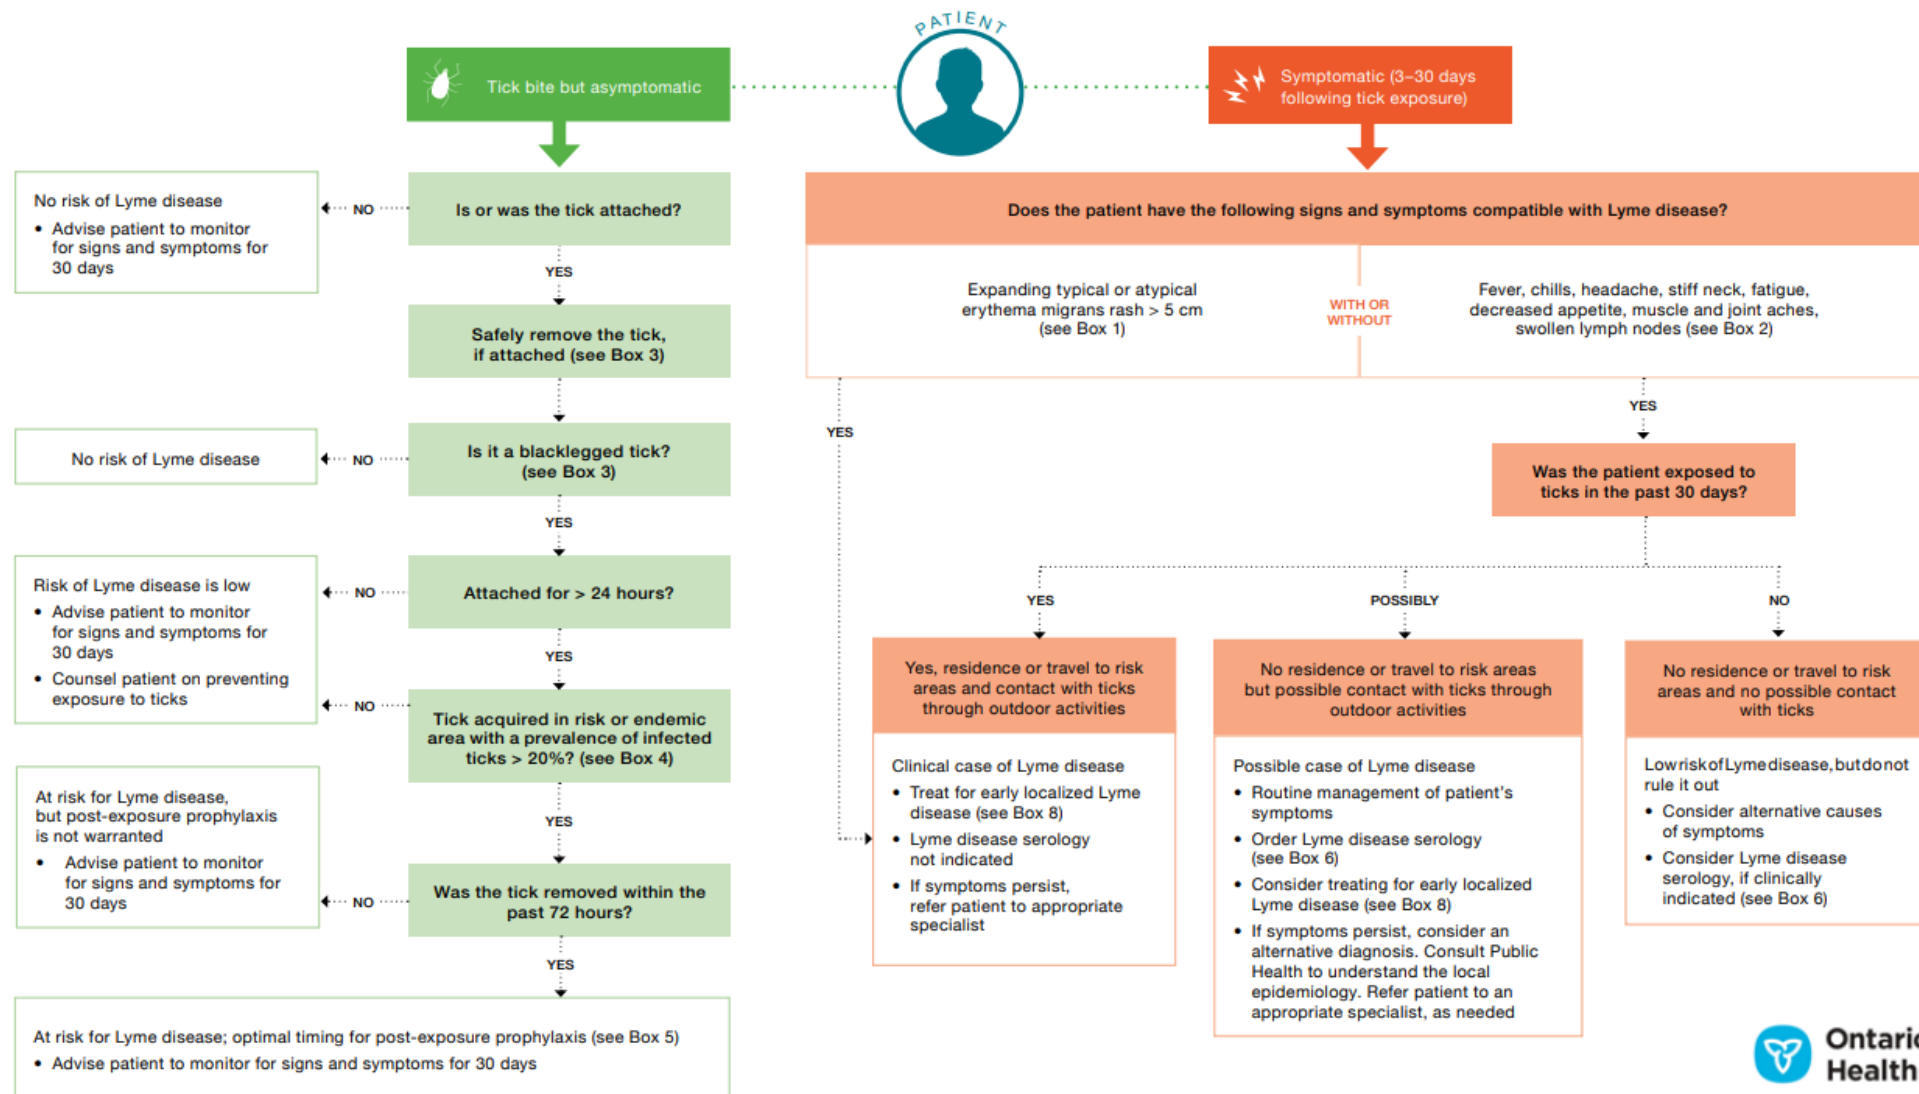 PATIENT
Tick bite but asymptomatic
Symptomatic (3–30 days
following tick exposure)
Is or was the tick attached?
NO
No risk of Lyme disease
• Advise patient to monitor
for signs and symptoms for
30 days
YES
Safely remove the tick,
if attached (see Box 3)
Is it a blacklegged tick?
(see Box 3)
NO
No risk of Lyme disease
YES
Attached for > 24 hours?
NO
Risk of Lyme disease is low
• Advise patient to monitor
for signs and symptoms for
30 days
• Counsel patient on preventing
exposure to ticks
YES
NO
Tick acquired in risk or endemic
area with a prevalence of infected
ticks > 20%? (see Box 4)
YES
Was the tick removed within the
past 72 hours?
NO
At risk for Lyme disease,
but post-exposure prophylaxis
is not warranted
• Advise patient to monitor
for signs and symptoms for
30 days
YES
At risk for Lyme disease; optimal timing for post-exposure prophylaxis (see Box 5)
• Advise patient to monitor for signs and symptoms for 30 days
Does the patient have the following signs and symptoms compatible with Lyme disease?
Expanding typical or atypical
erythema migrans rash > 5 cm
(see Box 1)
WITH OR
WITHOUT
Fever, chills, headache, stiff neck, fatigue,
decreased appetite, muscle and joint aches,
swollen lymph nodes (see Box 2)
YES
YES
Was the patient exposed to
ticks in the past 30 days?
YES
POSSIBLY
NO
Yes, residence or travel to risk
areas and contact with ticks
through outdoor activities
Clinical case of Lyme disease
• Treat for early localized Lyme
disease (see Box 8)
• Lyme disease serology
not indicated
• If symptoms persist,
refer patient to appropriate
specialist
No residence or travel to risk areas
but possible contact with ticks through
outdoor activities
Possible case of Lyme disease
• Routine management of patient's
symptoms
• Order Lyme disease serology
(see Box 6)
• Consider treating for early localized
Lyme disease (see Box 8)
• If symptoms persist, consider an
alternative diagnosis. Consult Public
Health to understand the local
epidemiology. Refer patient to an
appropriate specialist, as needed
No residence or travel to risk
areas and no possible contact
with ticks
Low risk of Lyme disease, but do not
rule it out
• Consider alternative causes
of symptoms
• Consider Lyme disease
serology, if clinically
indicated (see Box 6)
Ontario
Health